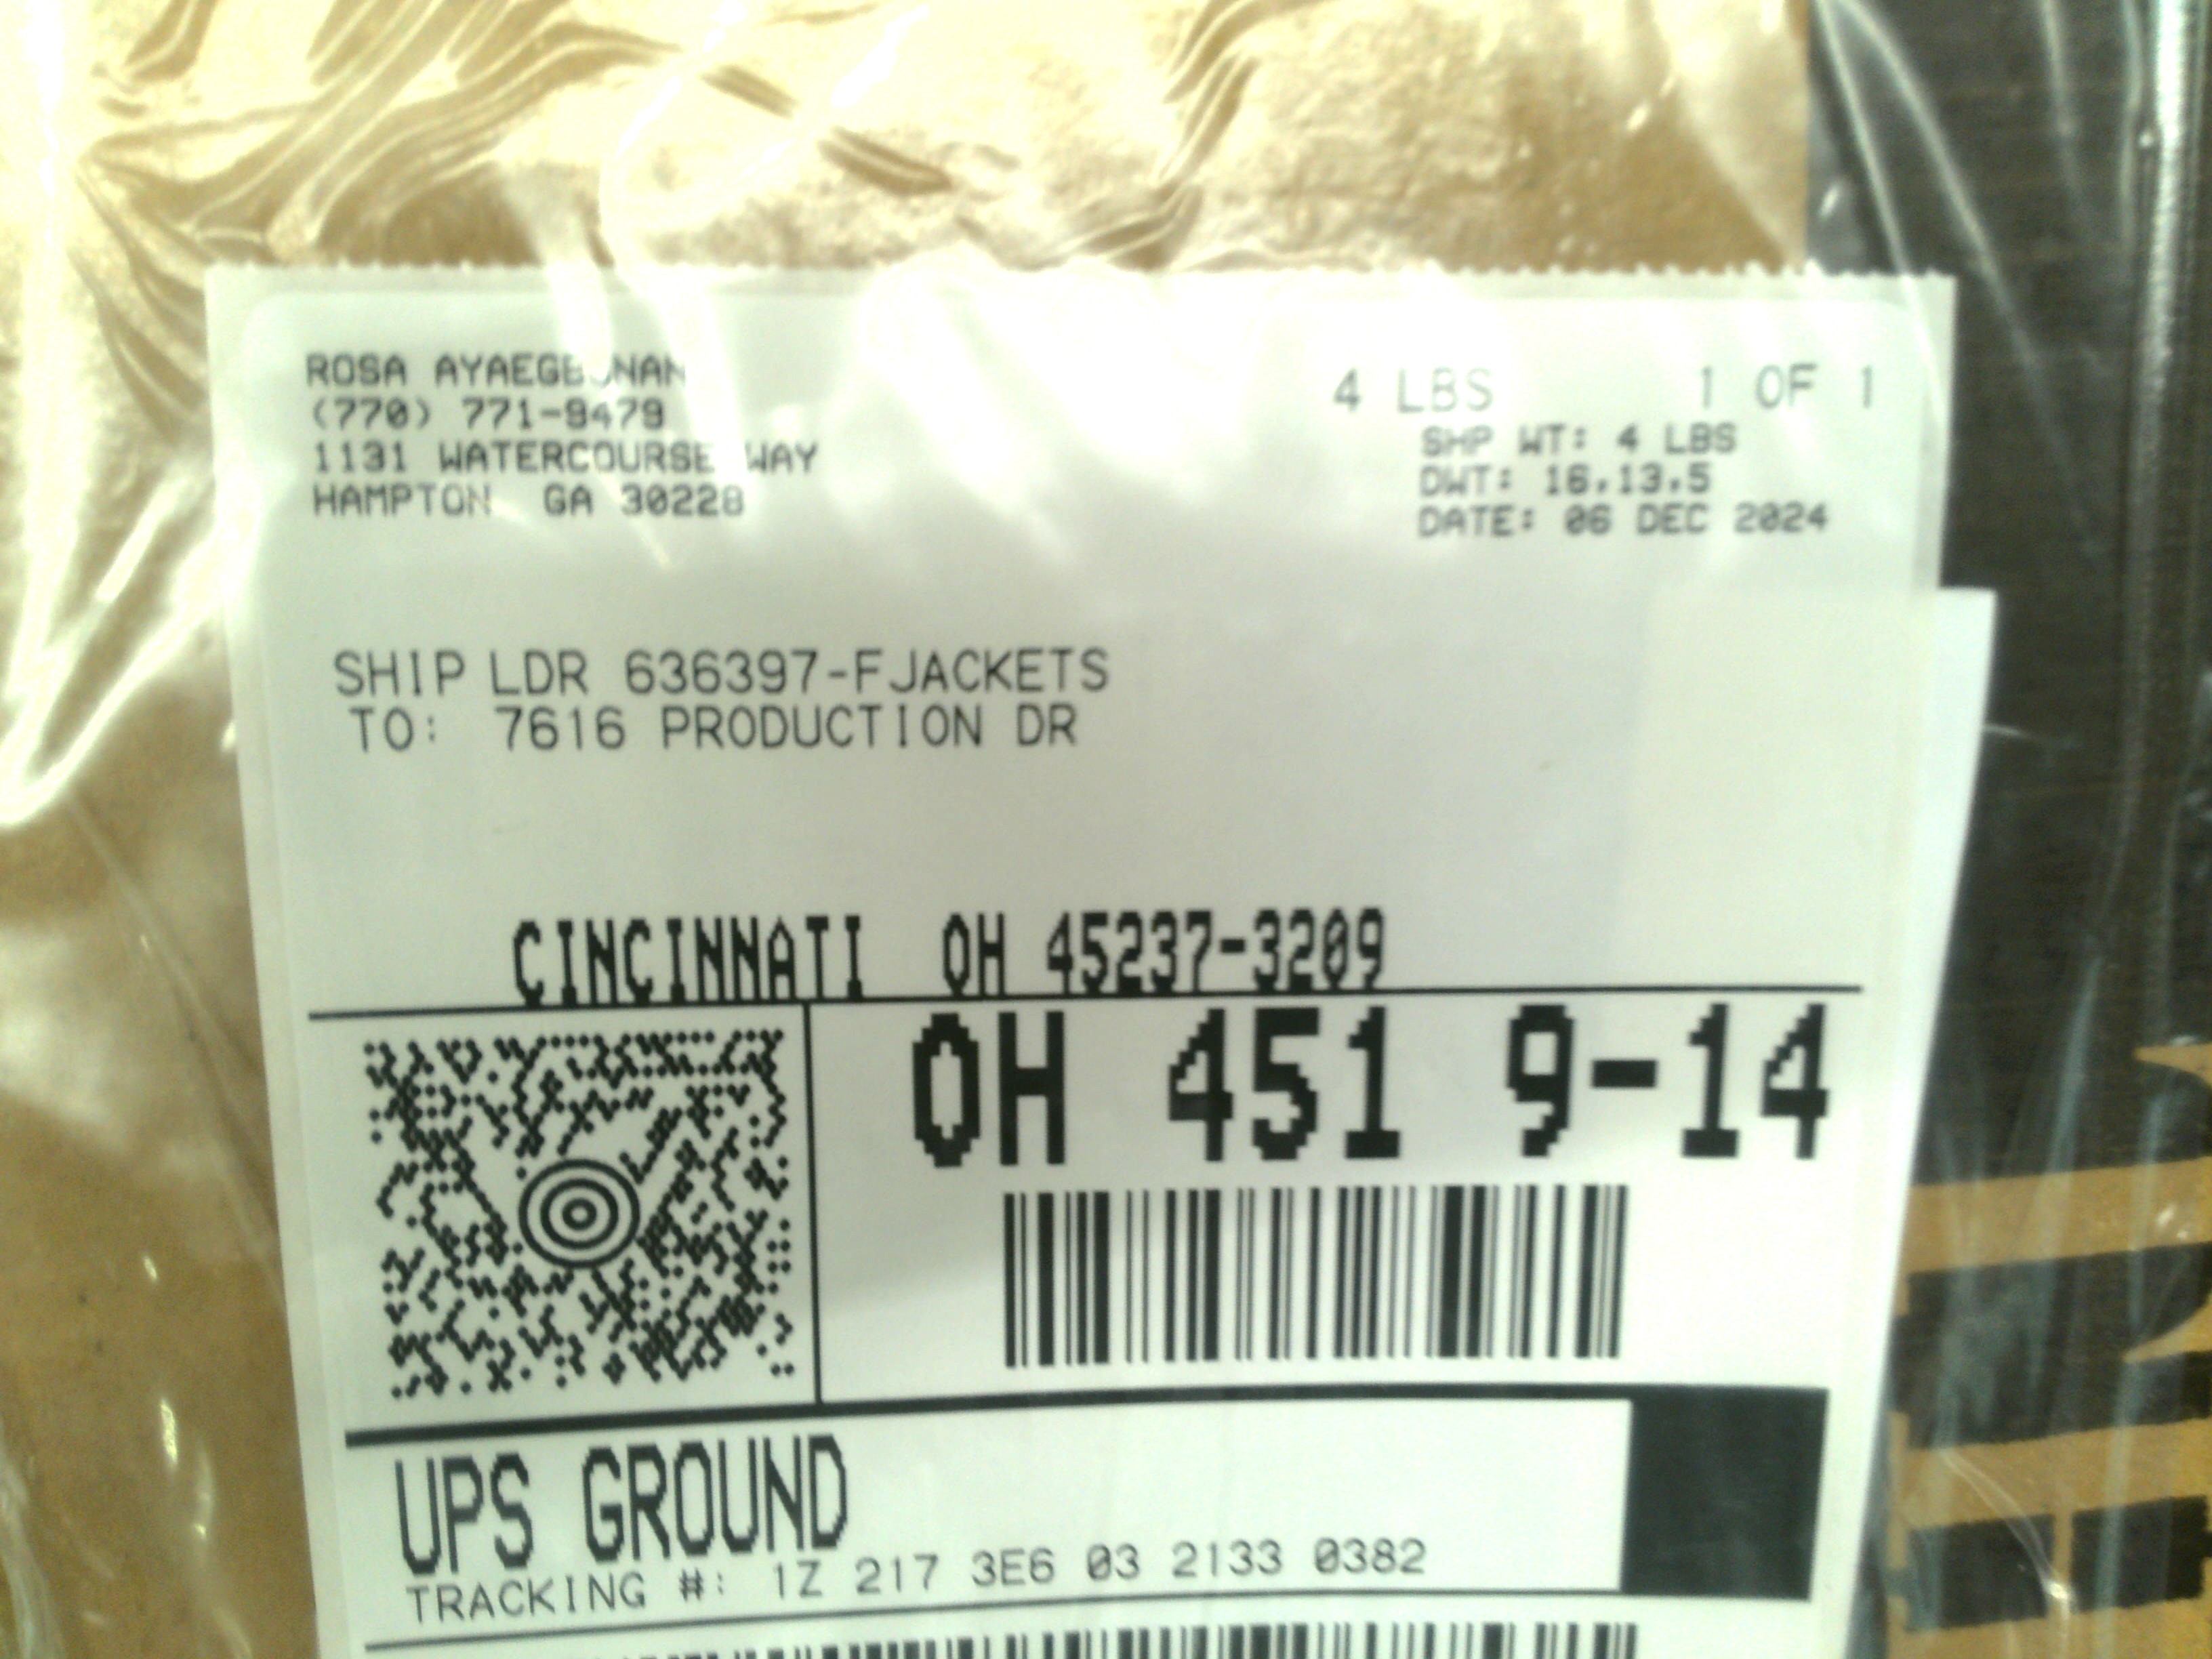 ROSA
(770) 771-9479
1131 WATERCOURSE WAY
HAMPTON GA 30228
4 LBS 1 OF 1
SHP WT: 4 LBS
DWT: 16,13,5
DATE: 06 DEC 2024
SHIP LDR 636397-FJACKETS
TO: 7616 PRODUCTION DR
CINCINNATI OH 45237-3209
OH 451 9-14
UPS GROUND
TRACKING #: 1Z 217 3E6 03 2133 0382